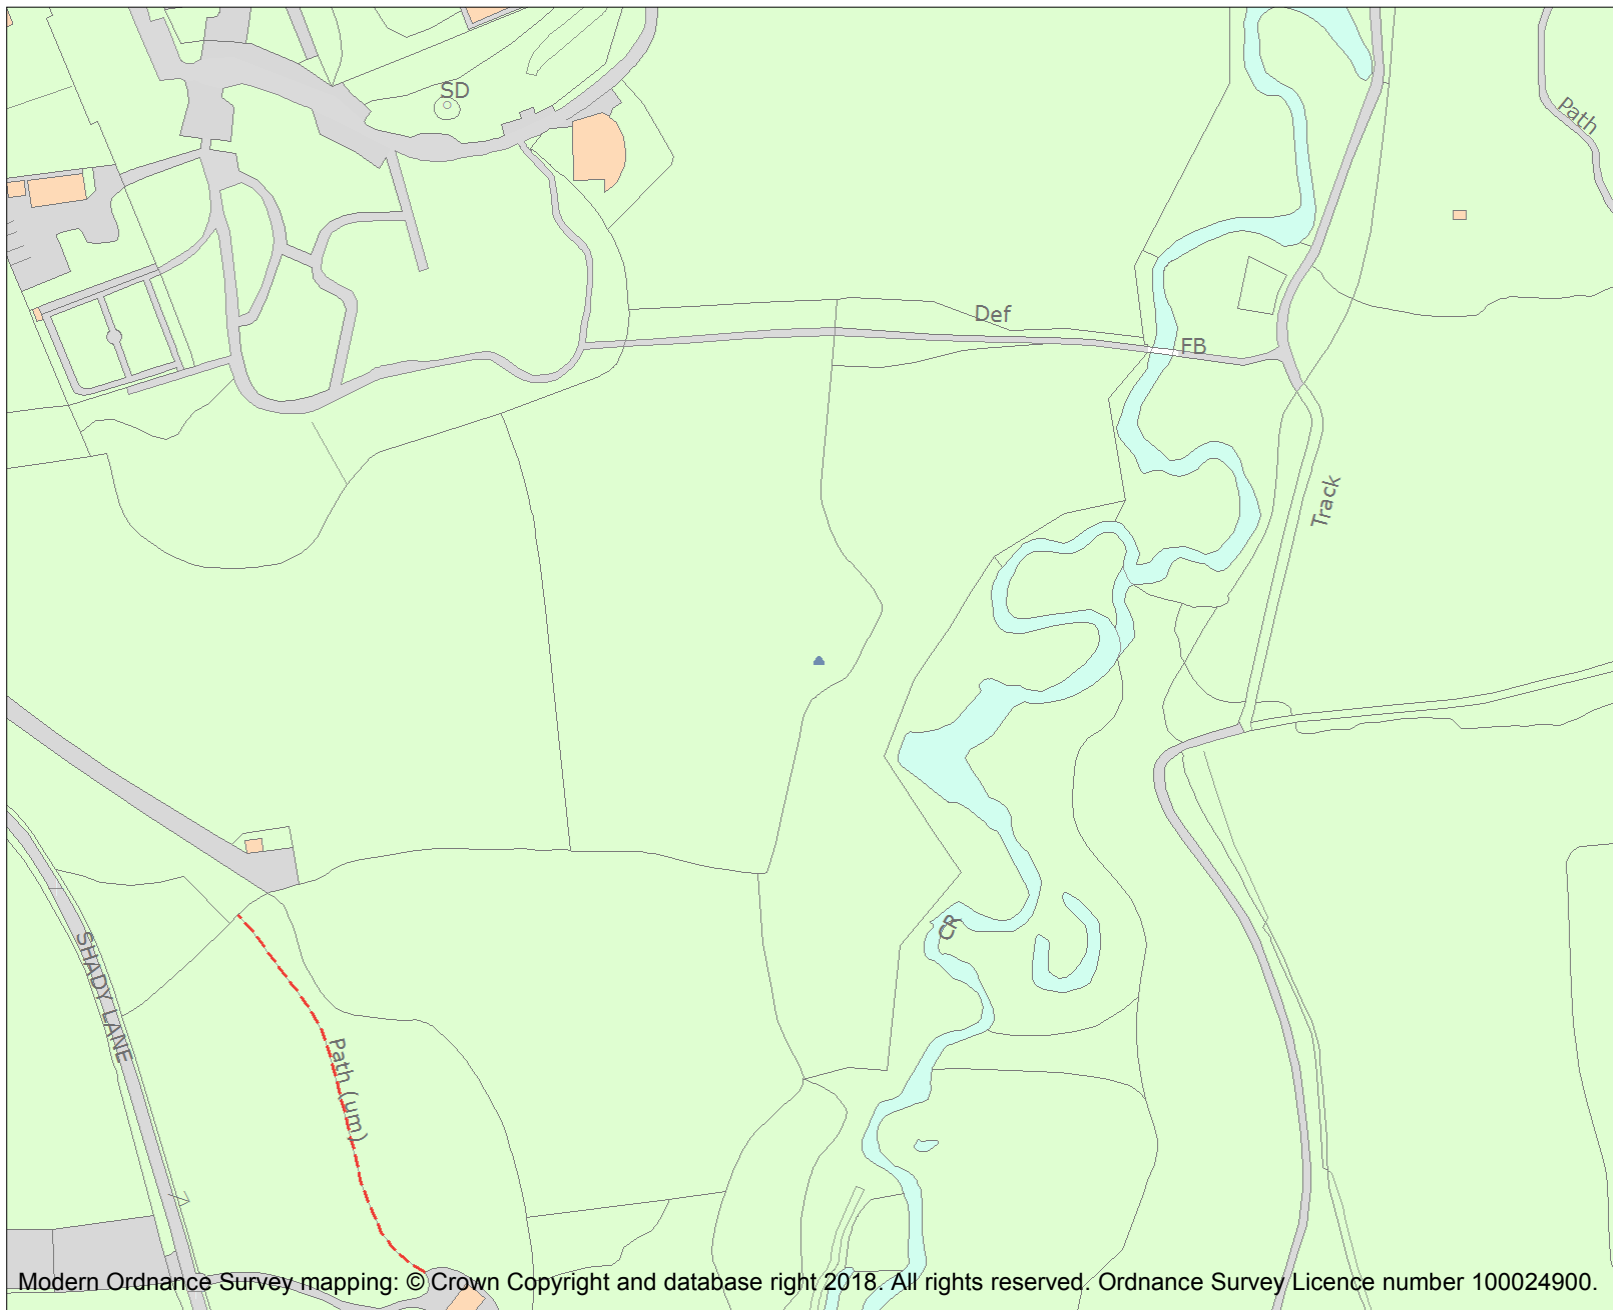 SD
Path
Def
FB
Track
CR
SHADY LANE
Path (um)
Modern Ordnance Survey mapping: © Crown Copyright and database right 2018. All rights reserved. Ordnance Survey Licence number 100024900.